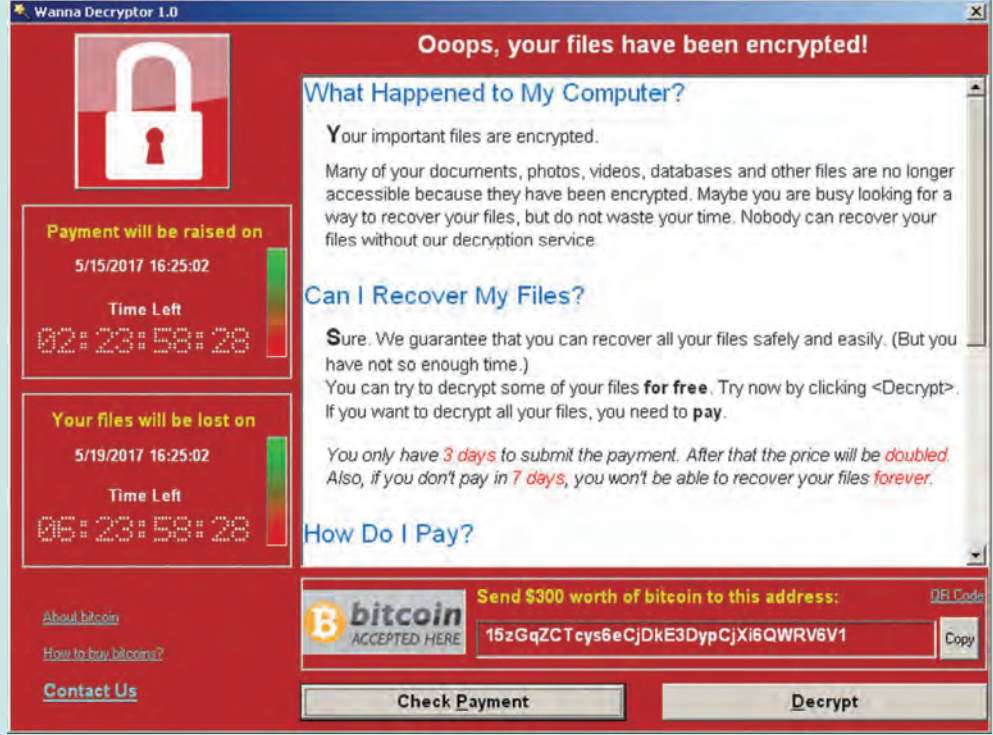 Wanna Decryptor 1.0
Ooops, your files have been encrypted!
What Happened to My Computer?
Your important files are encrypted.
Many of your documents, photos, videos, databases and other files are no longer
accessible because they have been encrypted. Maybe you are busy looking for a
way to recover your files, but do not waste your time. Nobody can recover your
files without our decryption service
Can I Recover My Files?
Sure. We guarantee that you can recover all your files safely and easily. (But you
have not so enough time.)
You can try to decrypt some of your files for free. Try now by clicking <Decrypt>.
If you want to decrypt all your files, you need to pay.
You only have 3 days to submit the payment. After that the price will be doubled.
Also, if you don't pay in 7 days, you won't be able to recover your files forever.
How Do I Pay?
Payment will be raised on
5/15/2017 16:25:02
Time Left
02:23:58:28
Your files will be lost on
5/19/2017 16:25:02
Time Left
06:23:58:28
About bitcoin
How to buy bitcoins?
Contact Us
bitcoin
ACCEPTED HERE
Send $300 worth of bitcoin to this address:
QR Code
15zGqZCTcys6eCjDkE3DypCjXi6QWRV6V1
Copy
Check Payment
Decrypt